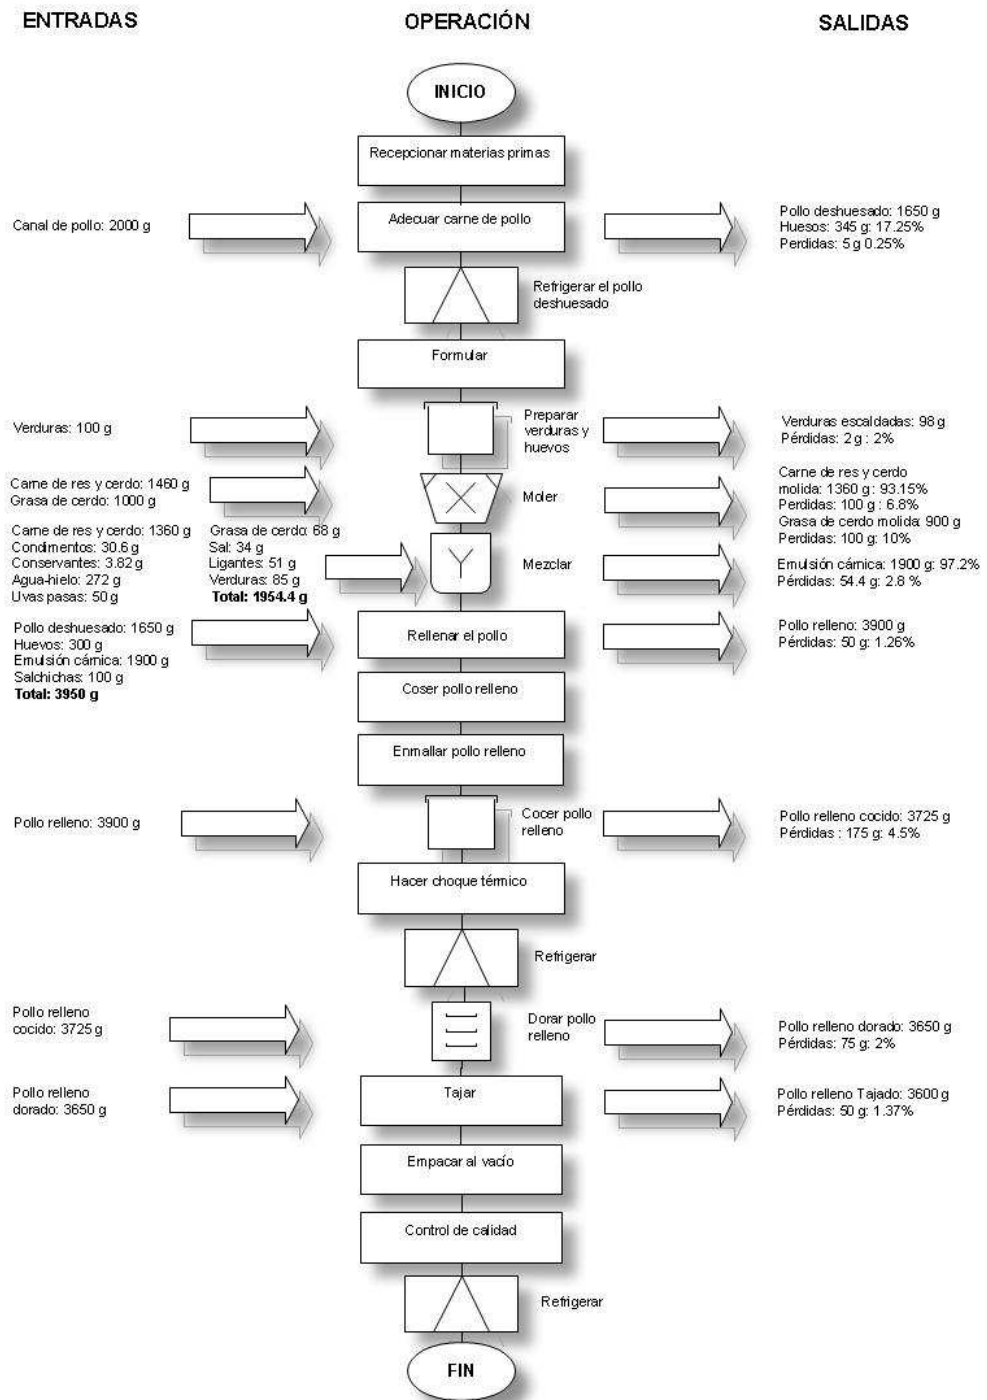 ENTRADAS
OPERACIÓN
SALIDAS
INICIO
Recepcionar materias primas
Canal de pollo: 2000 g
Adecuar carne de pollo
Pollo deshuesado: 1650 g
Huesos: 345 g: 17.25%
Perdidas: 5 g 0.25%
Refrigerar el pollo
deshuesado
Formular
Verduras: 100 g
Preparar
verduras y
huevos
Verduras escaldadas: 98 g
Pérdidas: 2 g : 2%
Carne de res y cerdo: 1460 g
Grasa de cerdo: 1000 g
Moler
Carne de res y cerdo
molida: 1360 g : 93.15%
Perdidas: 100 g : 6.8%
Grasa de cerdo molida: 900 g
Perdidas: 100 g: 10%
Carne de res y cerdo: 1360 g
Condimentos: 30.6 g
Conservantes: 3.82 g
Agua-hielo: 272 g
Uvas pasas: 50 g
Grasa de cerdo: 68 g
Sal: 34 g
Ligantes: 51 g
Verduras: 85 g
Total: 1954.4 g
Mezclar
Emulsión cárnica: 1900 g: 97.2%
Pérdidas: 54.4 g: 2.8 %
Pollo deshuesado: 1650 g
Huevos: 300 g
Emulsión cárnica: 1900 g
Salchichas: 100 g
Total: 3950 g
Rellenar el pollo
Pollo relleno: 3900 g
Pérdidas: 50 g: 1.26%
Coser pollo relleno
Enmallar pollo relleno
Pollo relleno: 3900 g
Cocer pollo
relleno
Pollo relleno cocido: 3725 g
Pérdidas : 175 g: 4.5%
Hacer choque térmico
Refrigerar
Pollo relleno
cocido: 3725 g
Dorar pollo
relleno
Pollo relleno dorado: 3650 g
Pérdidas: 75 g: 2%
Pollo relleno
dorado: 3650 g
Tajar
Pollo relleno Tajado: 3600 g
Pérdidas: 50 g: 1.37%
Empacar al vacío
Control de calidad
Refrigerar
FIN